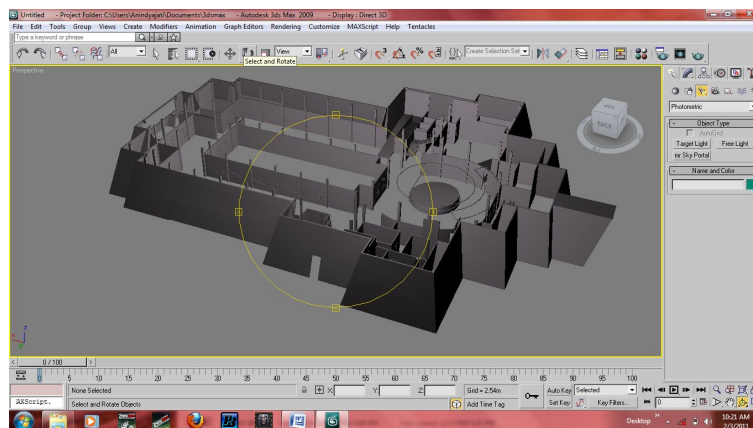 Untitled - Project Folder: C:\Users\Anindyajati\Documents\3dsmax - Autodesk 3ds Max 2009 - Display : Direct 3D
File Edit Tools Group Views Create Modifiers Animation Graph Editors Rendering Customize MAXScript Help Tentacles
Type a keyword or phrase
All View Create Selection Set
Select and Rotate
Perspective
BACK
Photometric
Object Type
AutoGrid
Target Light Free Light
mr Sky Portal
Name and Color
z
0 / 100
0 5 10 15 20 25 30 35 40 45 50 55 60 65 70 75 80 85 90 95 100
None Selected X: Y: Z: Grid = 2.54m Auto Key Selected
AXScript. Select and Rotate Objects Add Time Tag Set Key Key Filters... 0
Desktop 10:21 AM